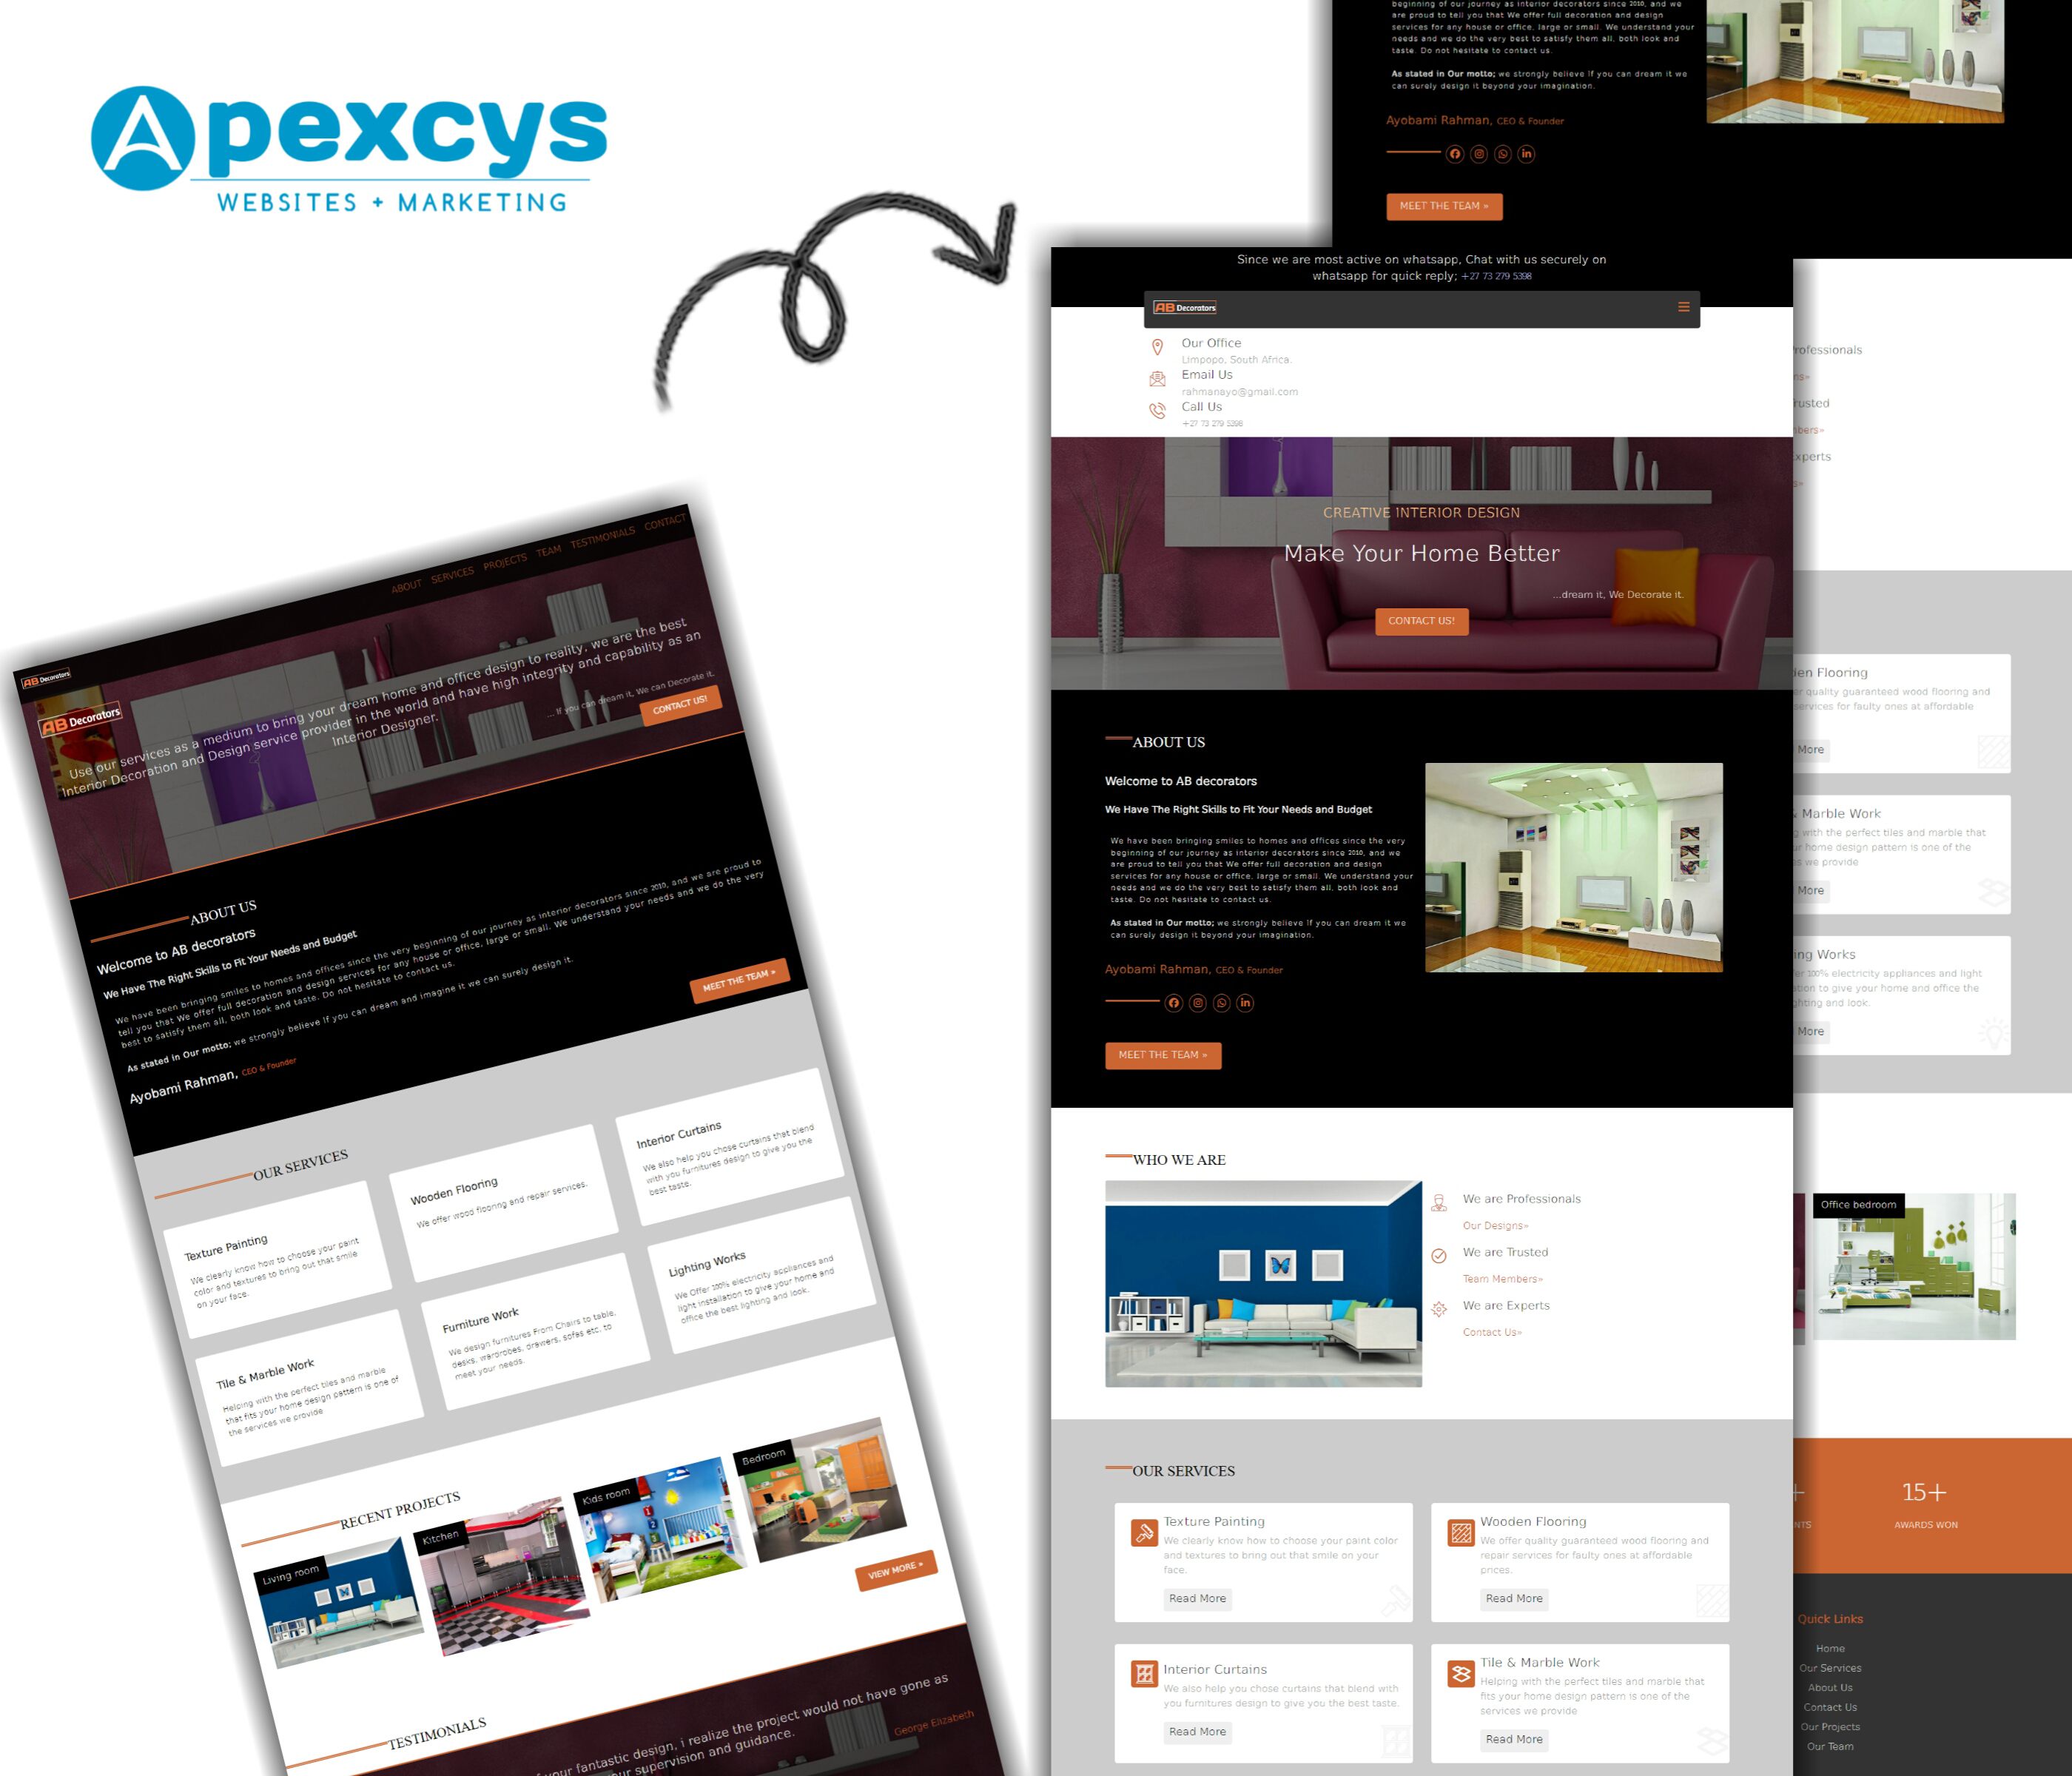 Apexcys
WEBSITES + MARKETING
AB Decorators
ABOUT SERVICES PROJECTS TEAM TESTIMONIALS CONTACT
AB Decorators
Use our services as a medium to bring your dream home and office design to reality, we are the best
Interior Decoration and Design service provider in the world and have high integrity and capability as an
Interior Designer.
... If you can dream it, We can Decorate it.
CONTACT US!
ABOUT US
Welcome to AB decorators
We Have The Right Skills to Fit Your Needs and Budget
We have been bringing smiles to homes and offices since the very beginning of our journey as interior decorators since 2010, and we are proud to
tell you that We offer full decoration and design services for any house or office, large or small. We understand your needs and we do the very
best to satisfy them all, both look and taste. Do not hesitate to contact us.
As stated in Our motto; we strongly believe If you can dream and imagine it we can surely design it.
Ayobami Rahman, CEO & Founder
MEET THE TEAM »
OUR SERVICES
Texture Painting
We clearly know how to choose your paint
color and textures to bring out that smile
on your face.
Wooden Flooring
We offer wood flooring and repair services.
Interior Curtains
We also help you chose curtains that blend
with you furnitures design to give you the
best taste.
Tile & Marble Work
Helping with the perfect tiles and marble
that fits your home design pattern is one of
the services we provide
Furniture Work
We design furnitures From Chairs to table,
desks, wardrobes, drawers, sofas etc. to
meet your needs.
Lighting Works
We Offer 100% electricity appliances and
light installation to give your home and
office the best lighting and look.
RECENT PROJECTS
Living room
Kitchen
Kids room
Bedroom
VIEW MORE »
TESTIMONIALS
your fantastic design, i realize the project would not have gone as
supervision and guidance.
George Elizabeth
Since we are most active on whatsapp, Chat with us securely on
whatsapp for quick reply; +27 73 279 5398
AB Decorators
Our Office
Limpopo, South Africa.
Email Us
rahmanayo@gmail.com
Call Us
+27 73 279 5398
CREATIVE INTERIOR DESIGN
Make Your Home Better
...dream it, We Decorate it.
CONTACT US!
ABOUT US
Welcome to AB decorators
We Have The Right Skills to Fit Your Needs and Budget
We have been bringing smiles to homes and offices since the very
beginning of our journey as interior decorators since 2010, and we
are proud to tell you that We offer full decoration and design
services for any house or office, large or small. We understand your
needs and we do the very best to satisfy them all, both look and
taste. Do not hesitate to contact us.
As stated in Our motto; we strongly believe If you can dream it we
can surely design it beyond your imagination.
Ayobami Rahman, CEO & Founder
MEET THE TEAM »
WHO WE ARE
We are Professionals
Our Designs»
We are Trusted
Team Members»
We are Experts
Contact Us»
OUR SERVICES
Texture Painting
We clearly know how to choose your paint color
and textures to bring out that smile on your
face.
Read More
Wooden Flooring
We offer quality guaranteed wood flooring and
repair services for faulty ones at affordable
prices.
Read More
Interior Curtains
We also help you chose curtains that blend with
you furnitures design to give you the best taste.
Read More
Tile & Marble Work
Helping with the perfect tiles and marble that
fits your home design pattern is one of the
services we provide
Read More
beginning of our journey as interior decorators since 2010, and we
are proud to tell you that We offer full decoration and design
services for any house or office, large or small. We understand your
needs and we do the very best to satisfy them all, both look and
taste. Do not hesitate to contact us.
As stated in Our motto; we strongly believe If you can dream it we
can surely design it beyond your imagination.
Ayobami Rahman, CEO & Founder
MEET THE TEAM »
Flooring
quality guaranteed wood flooring and
services for faulty ones at affordable
More
Marble Work
with the perfect tiles and marble that
home design pattern is one of the
we provide
More
Works
100% electricity appliances and light
to give your home and office the
and look.
More
Office bedroom
15+
AWARDS WON
Quick Links
Home
Our Services
About Us
Contact Us
Our Projects
Our Team